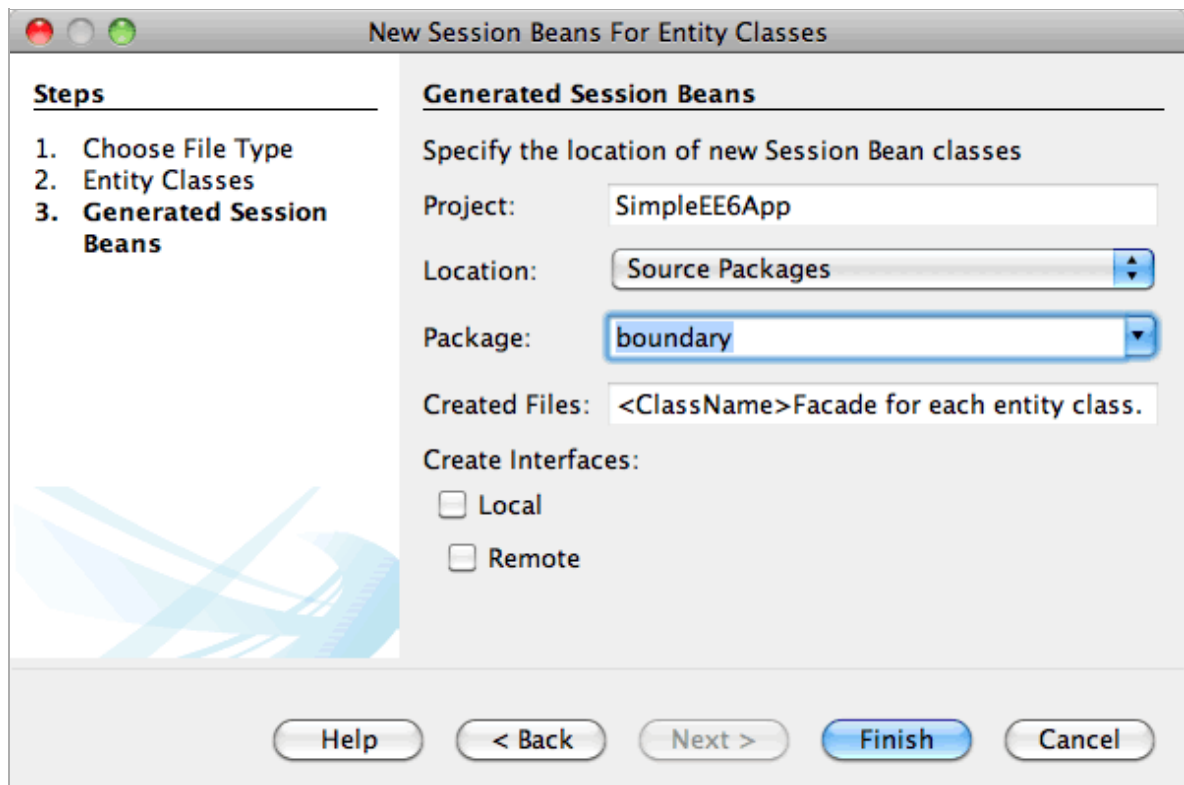 New Session Beans For Entity Classes
Steps
1. Choose File Type
2. Entity Classes
3. Generated Session
Beans
Generated Session Beans
Specify the location of new Session Bean classes
Project: SimpleEE6App
Location: Source Packages
Package: boundary
Created Files: <ClassName>Facade for each entity class.
Create Interfaces:
Local
Remote
Help < Back Next > Finish Cancel